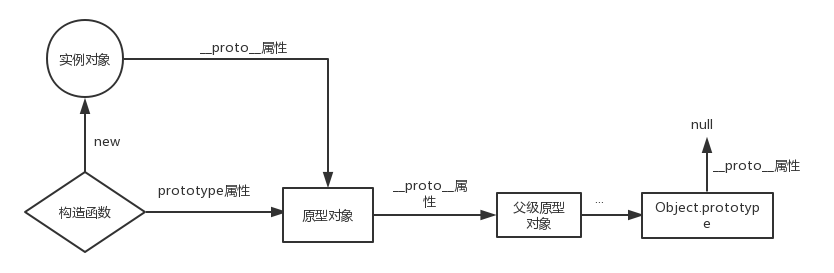 实例对象
__proto__属性
new
构造函数
prototype属性
原型对象
__proto__属
性
父级原型
对象
...
Object.prototyp
e
__proto__属性
null